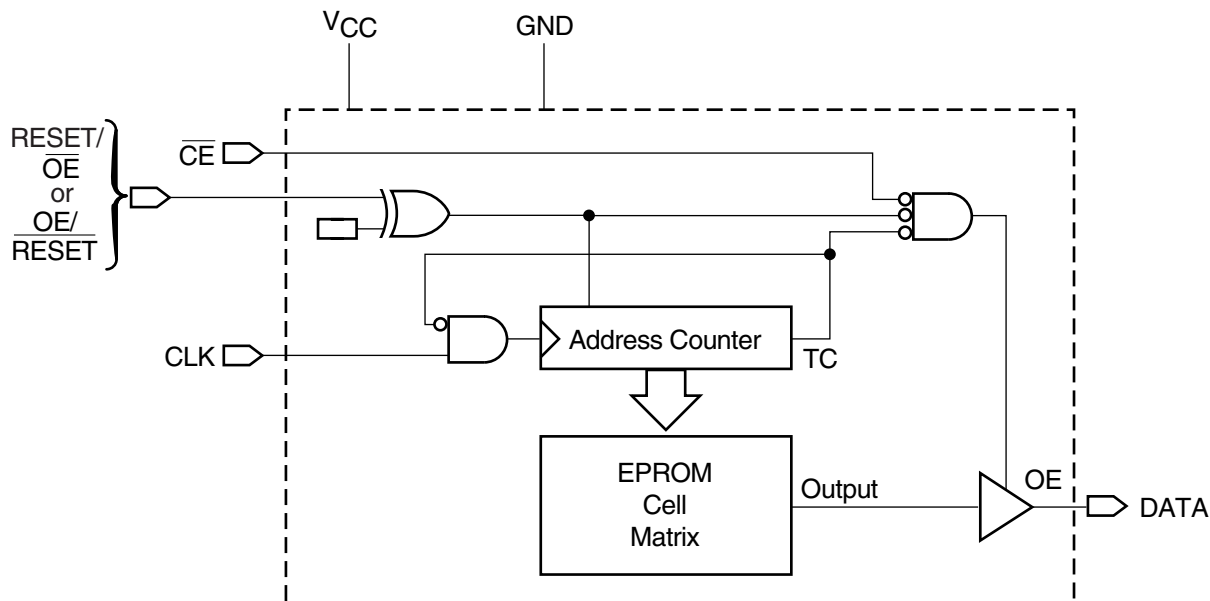 VCC
GND
RESET/
OE
or
OE/
RESET
CE
CLK
Address Counter
TC
EPROM
Cell
Matrix
Output
OE
DATA